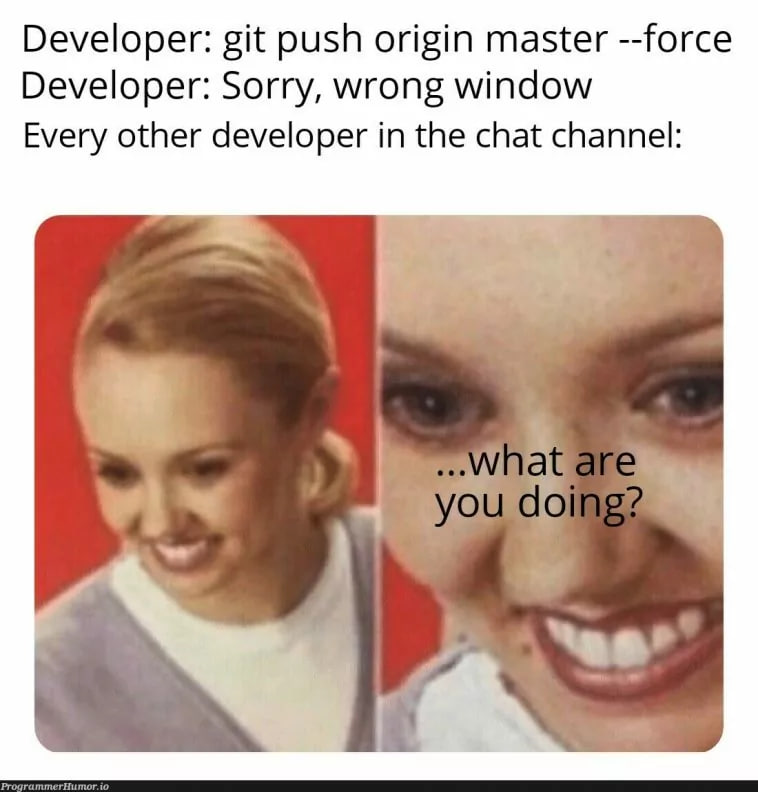 Developer: git push origin master --force
Developer: Sorry, wrong window
Every other developer in the chat channel:
...what are
you doing?
ProgrammerHumor.io